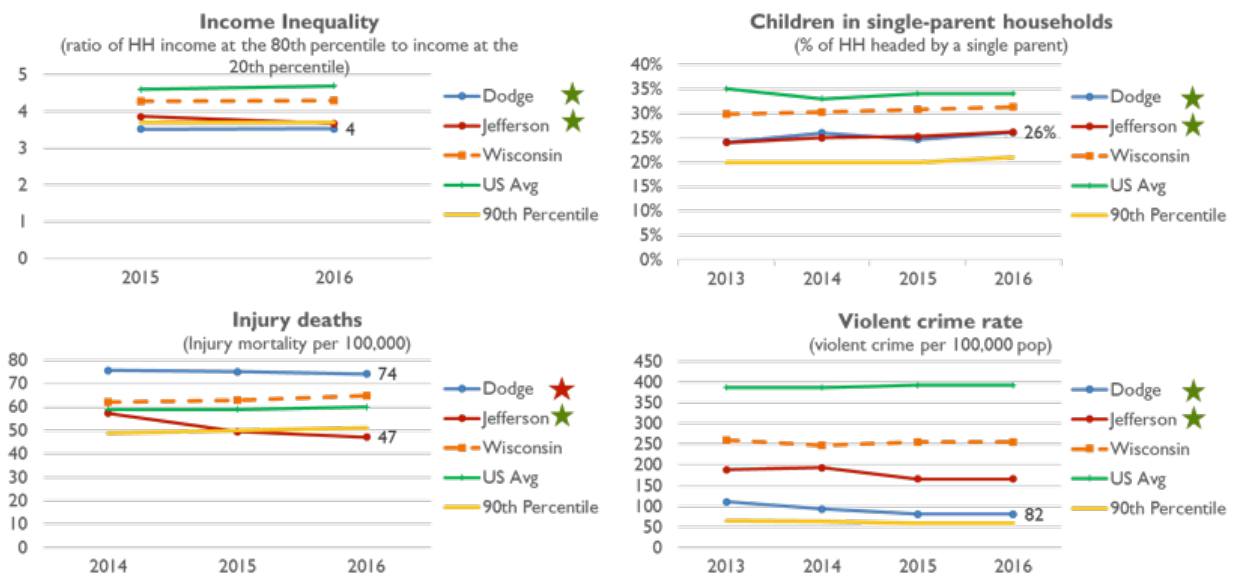 Income Inequality
(ratio of HH income at the 80th percentile to income at the
20th percentile)
5
4
3
2
1
0
4
2015
2016
Dodge
Jefferson
Wisconsin
US Avg
90th Percentile
Children in single-parent households
(% of HH headed by a single parent)
40%
35%
30%
25%
20%
15%
10%
5%
0%
26%
2013
2014
2015
2016
Dodge
Jefferson
Wisconsin
US Avg
90th Percentile
Injury deaths
(Injury mortality per 100,000)
80
70
60
50
40
30
20
10
0
74
47
2014
2015
2016
Dodge
Jefferson
Wisconsin
US Avg
90th Percentile
Violent crime rate
(violent crime per 100,000 pop)
450
400
350
300
250
200
150
100
50
0
82
2013
2014
2015
2016
Dodge
Jefferson
Wisconsin
US Avg
90th Percentile